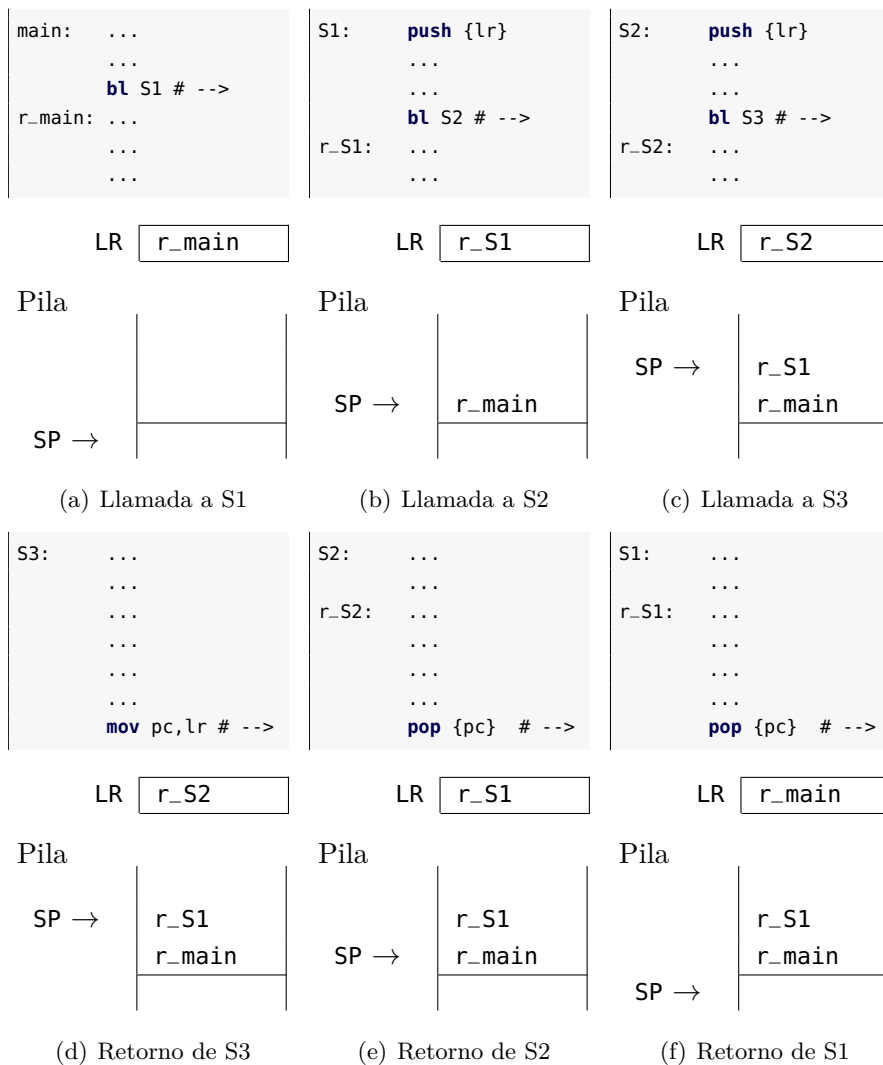 main: ...
...
bl S1 # -->
r_main: ...
...
...
LR r_main
Pila
SP →
(a) Llamada a S1
S1: push {lr}
...
...
bl S2 # -->
r_S1: ...
...
LR r_S1
Pila
SP → r_main
(b) Llamada a S2
S2: push {lr}
...
...
bl S3 # -->
r_S2: ...
...
LR r_S2
Pila
SP → r_S1
r_main
(c) Llamada a S3
S3: ...
...
...
...
...
...
mov pc,lr # -->
LR r_S2
Pila
SP → r_S1
r_main
(d) Retorno de S3
S2: ...
...
r_S2: ...
...
...
...
pop {pc} # -->
LR r_S1
Pila
r_S1
SP → r_main
(e) Retorno de S2
S1: ...
...
r_S1: ...
...
...
...
pop {pc} # -->
LR r_main
Pila
r_S1
r_main
SP →
(f) Retorno de S1